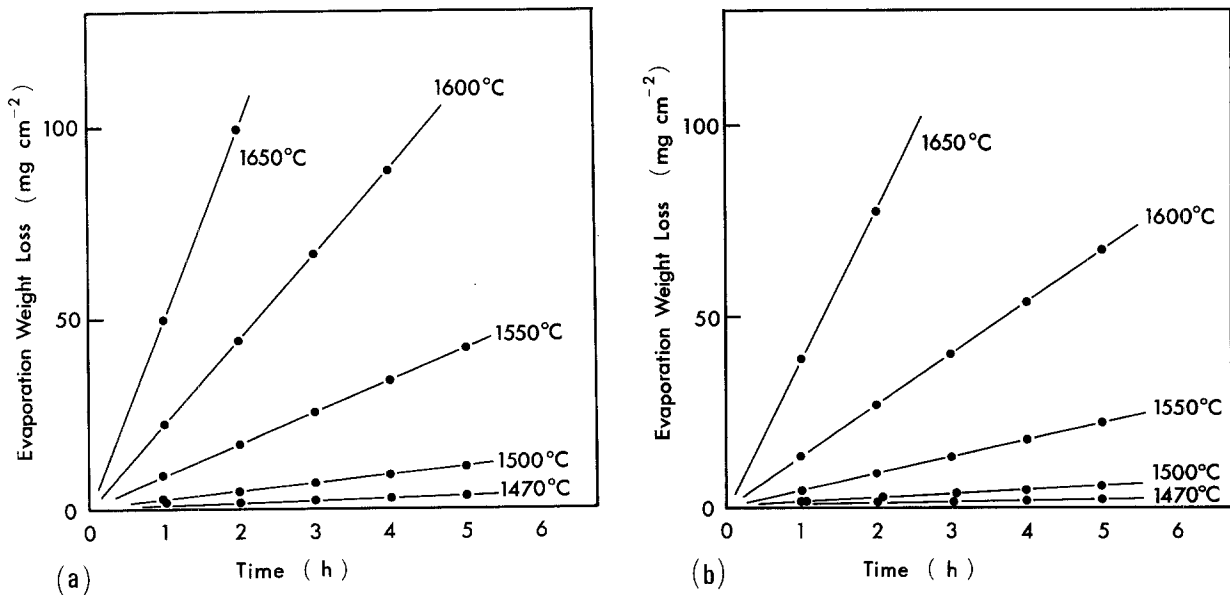 Evaporation Weight Loss (mg cm⁻²)
100
50
0
1650°C
1600°C
1550°C
1500°C
1470°C
0 1 2 3 4 5 6
Time ( h )
(a)
Evaporation Weight Loss (mg cm⁻²)
100
50
0
1650°C
1600°C
1550°C
1500°C
1470°C
0 1 2 3 4 5 6
Time ( h )
(b)